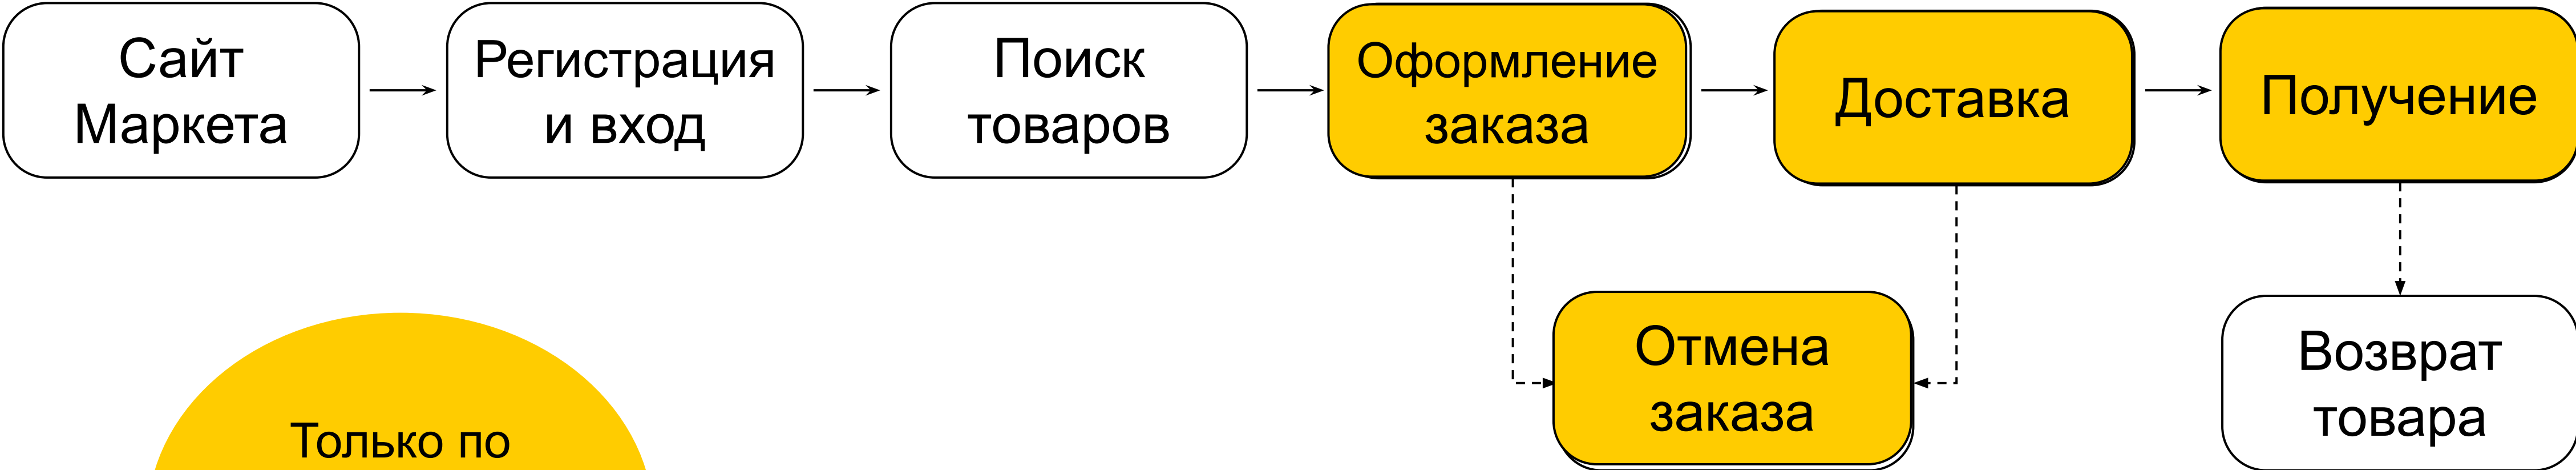 Сайт
Маркета
Регистрация
и вход
Поиск
товаров
Оформление
заказа
Доставка
Получение
Отмена
заказа
Возврат
товара
Только по